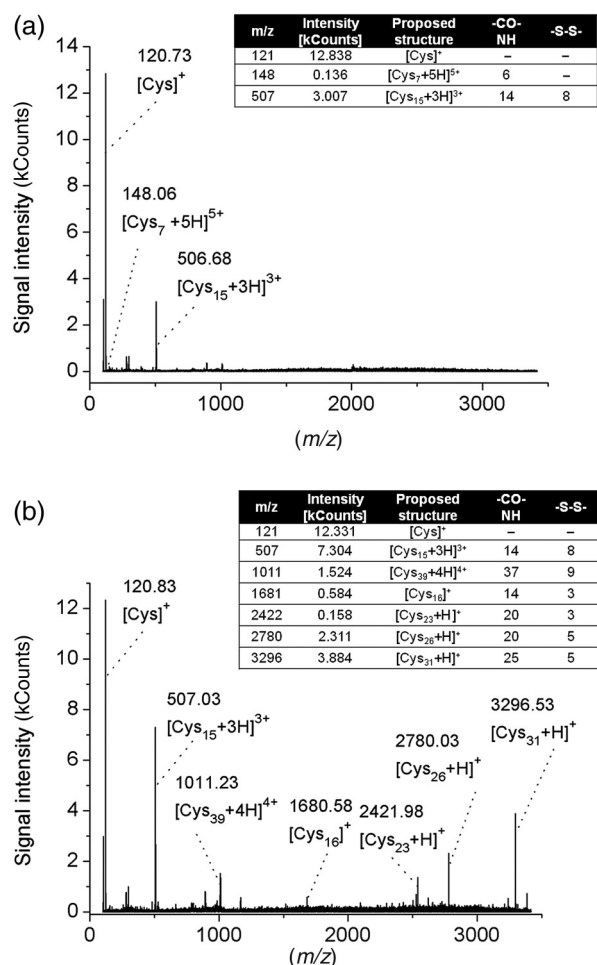 (a)
m/z Intensity [kCounts] Proposed structure -CO-NH -S-S-
121 12.838 [Cys]⁺ – –
148 0.136 [Cys₇+5H]⁵⁺ 6 –
507 3.007 [Cys₁₅+3H]³⁺ 14 8
Signal intensity (kCounts)
14
12
10
8
6
4
2
0
120.73
[Cys]⁺
148.06
[Cys₇ +5H]⁵⁺
506.68
[Cys₁₅+3H]³⁺
0 1000 2000 3000
(m/z)
(b)
m/z Intensity [kCounts] Proposed structure -CO-NH -S-S-
121 12.331 [Cys]⁺ – –
507 7.304 [Cys₁₅+3H]³⁺ 14 8
1011 1.524 [Cys₃₉+4H]⁴⁺ 37 9
1681 0.584 [Cys₁₆]⁺ 14 3
2422 0.158 [Cys₂₃+H]⁺ 20 3
2780 2.311 [Cys₂₆+H]⁺ 20 5
3296 3.884 [Cys₃₁+H]⁺ 25 5
Signal intensity (kCounts)
12
10
8
6
4
2
0
120.83
[Cys]⁺
507.03
[Cys₁₅+3H]³⁺
1011.23
[Cys₃₉+4H]⁴⁺
1680.58
[Cys₁₆]⁺
2421.98
[Cys₂₃+H]⁺
2780.03
[Cys₂₆+H]⁺
3296.53
[Cys₃₁+H]⁺
0 1000 2000 3000
(m/z)